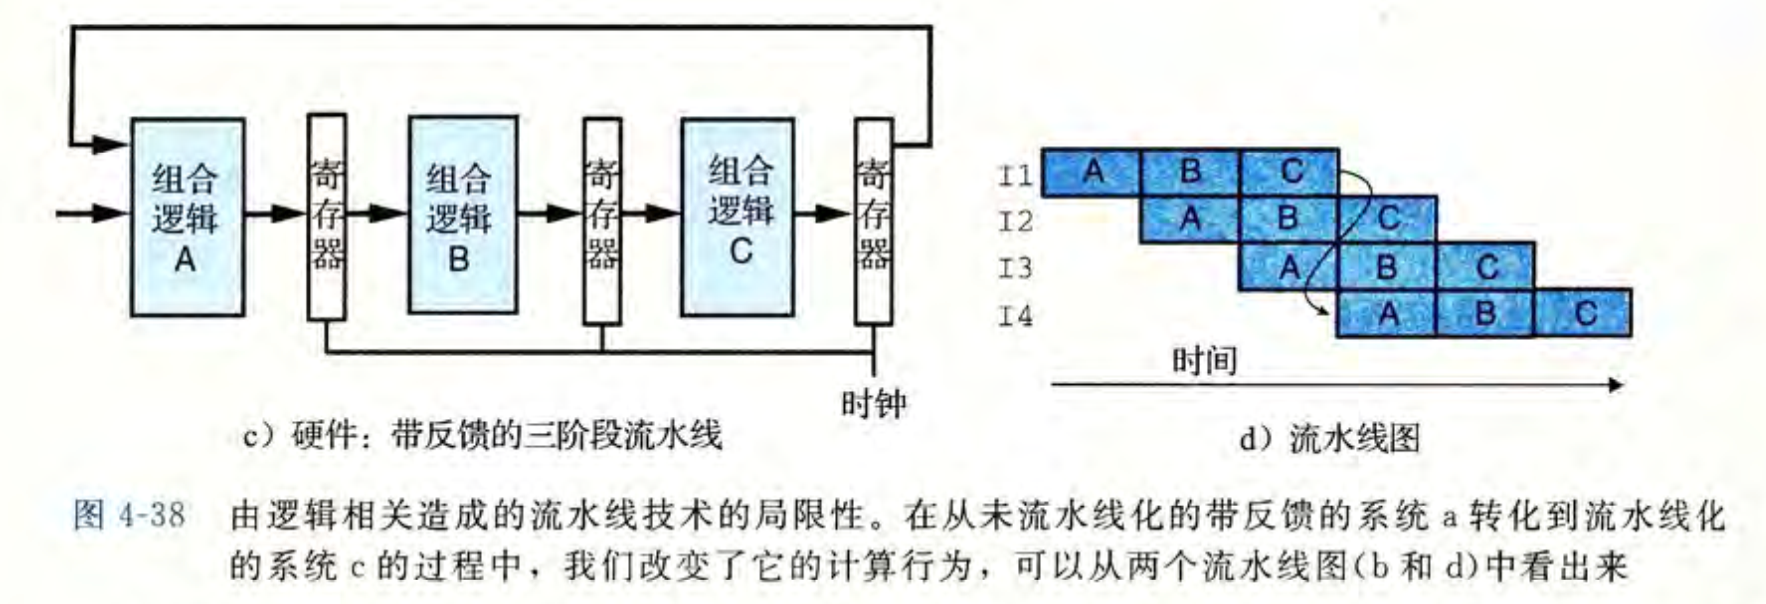 组合
逻辑
A
寄
存
器
组合
逻辑
B
寄
存
器
组合
逻辑
C
寄
存
器
时钟
c）硬件：带反馈的三阶段流水线
I1 A B C
I2 A B C
I3 A B C
I4 A B C
时间
d）流水线图
图 4-38 由逻辑相关造成的流水线技术的局限性。在从未流水线化的带反馈的系统 a 转化到流水线化
的系统 c 的过程中，我们改变了它的计算行为，可以从两个流水线图(b 和 d)中看出来